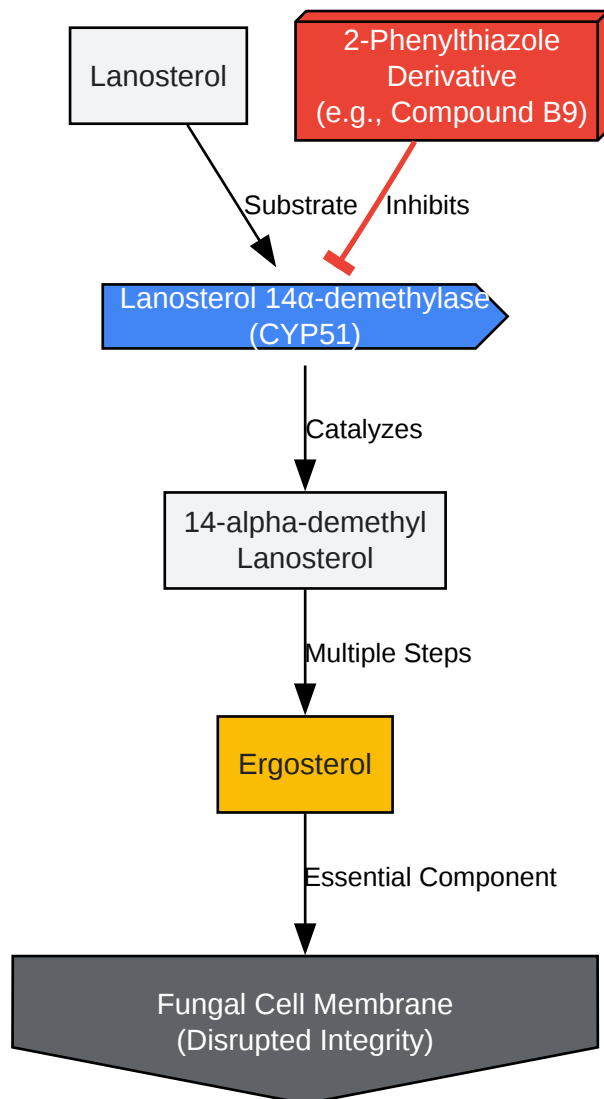 Lanosterol
2-Phenylthiazole
Derivative
(e.g., Compound B9)
Substrate
Inhibits
Lanosterol 14α-demethylase
(CYP51)
Catalyzes
14-alpha-demethyl
Lanosterol
Multiple Steps
Ergosterol
Essential Component
Fungal Cell Membrane
(Disrupted Integrity)